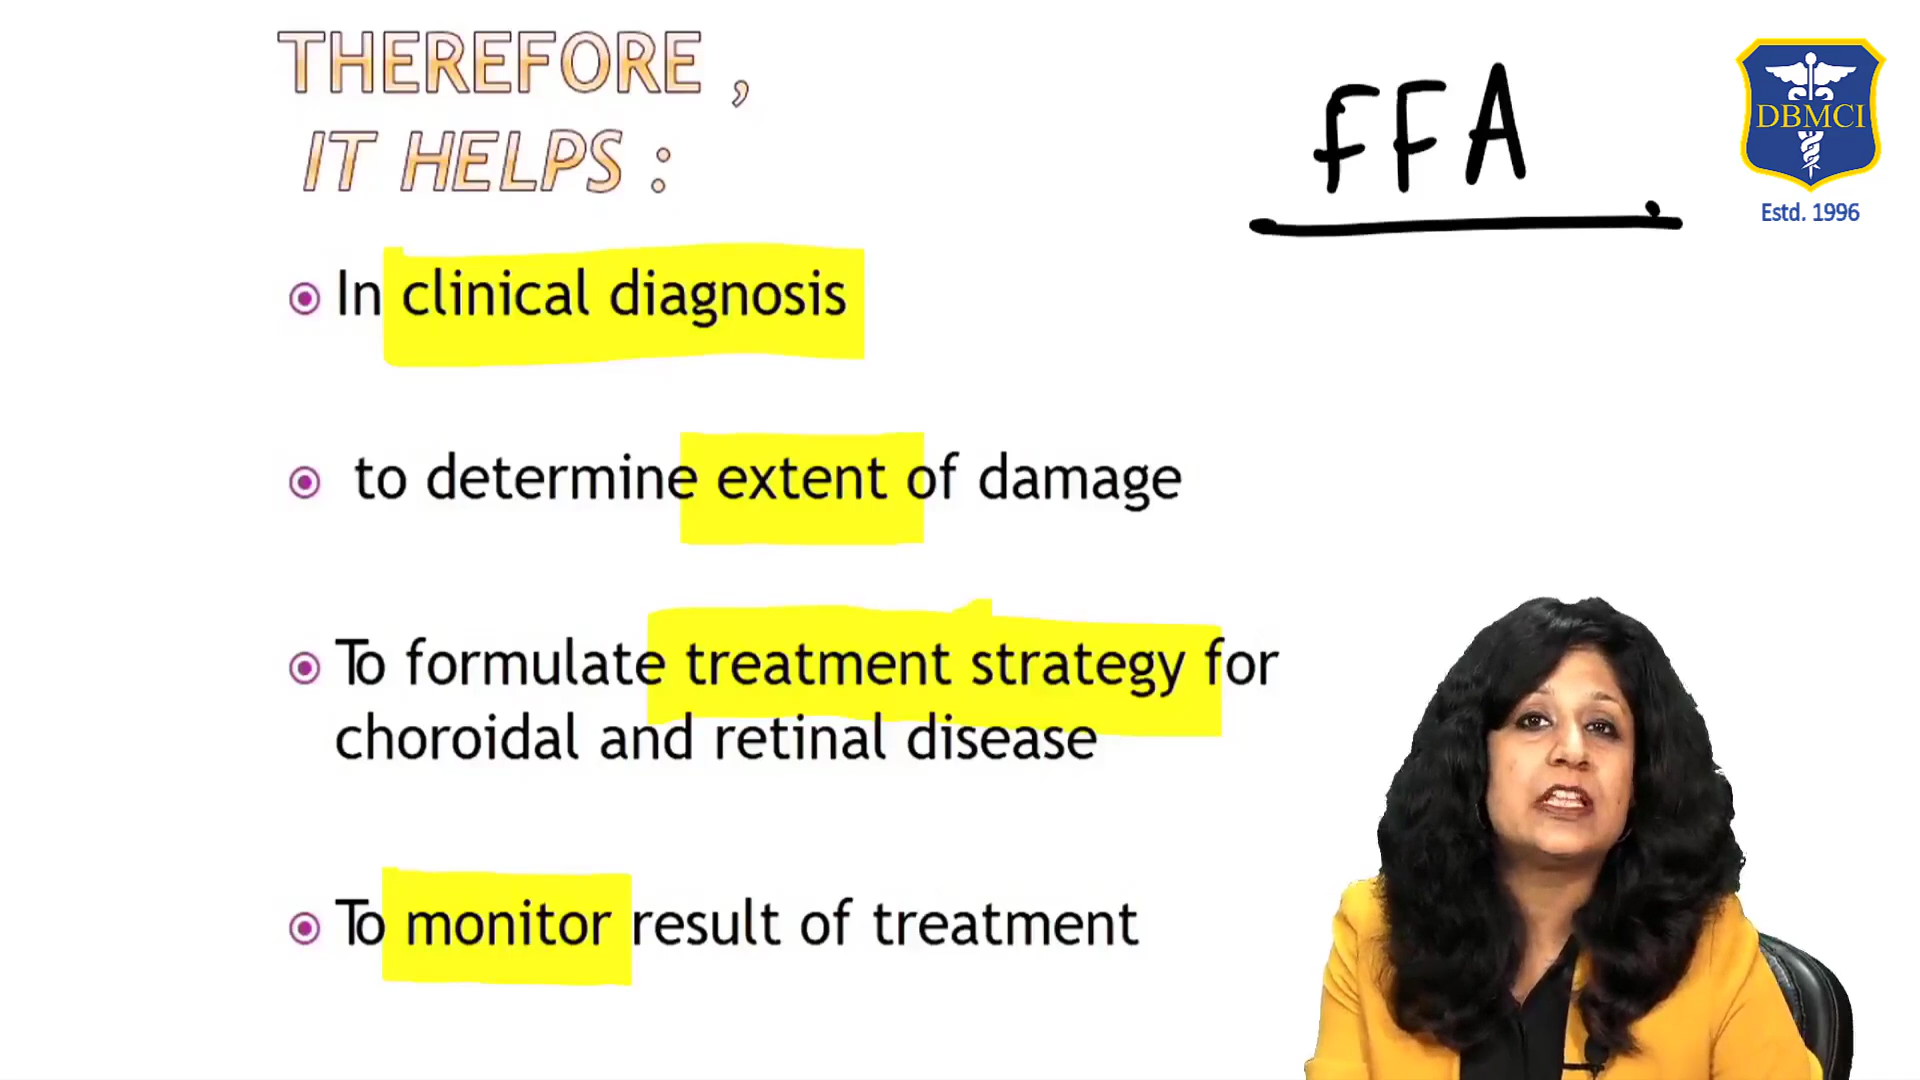 THEREFORE ,
IT HELPS :
FFA
DBMCI
Estd. 1996
In clinical diagnosis
to determine extent of damage
To formulate treatment strategy for
choroidal and retinal disease
To monitor result of treatment